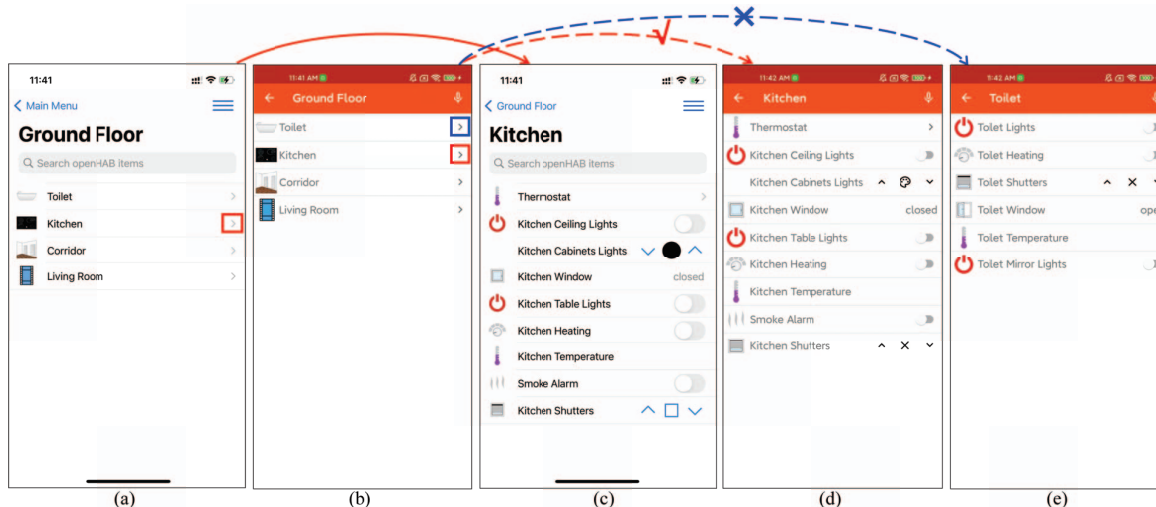 11:41
Main Menu
Ground Floor
Search openHAB items
Toilet
Kitchen
Corridor
Living Room
(a)
11:41 AM
Ground Floor
Toilet
Kitchen
Corridor
Living Room
(b)
11:41
Ground Floor
Kitchen
Search openHAB items
Thernostat
Kitchen Ceiling Lights
Kitchen Cabinets Lights
Kitchen Window closed
Kitchen Table Lights
Kitchen Heating
Kitchen Temperature
Smoke Alarm
Kitchen Shutters
(c)
11:42 AM
Kitchen
Thermostat
Kitchen Ceiling Lights
Kitchen Cabnets Lights
Kitchen Window closed
Kitchen Table Lights
Kitchen Heating
Kitchen Temperature
Smoke Alarm
Kitchen Shutters
(d)
1:42 AM
Toilet
Tolet Lights
Tolet Heating
Tolet Shutters
Tolet Window ope
Tolet Temperature
Tolet Mirror Lights
(e)